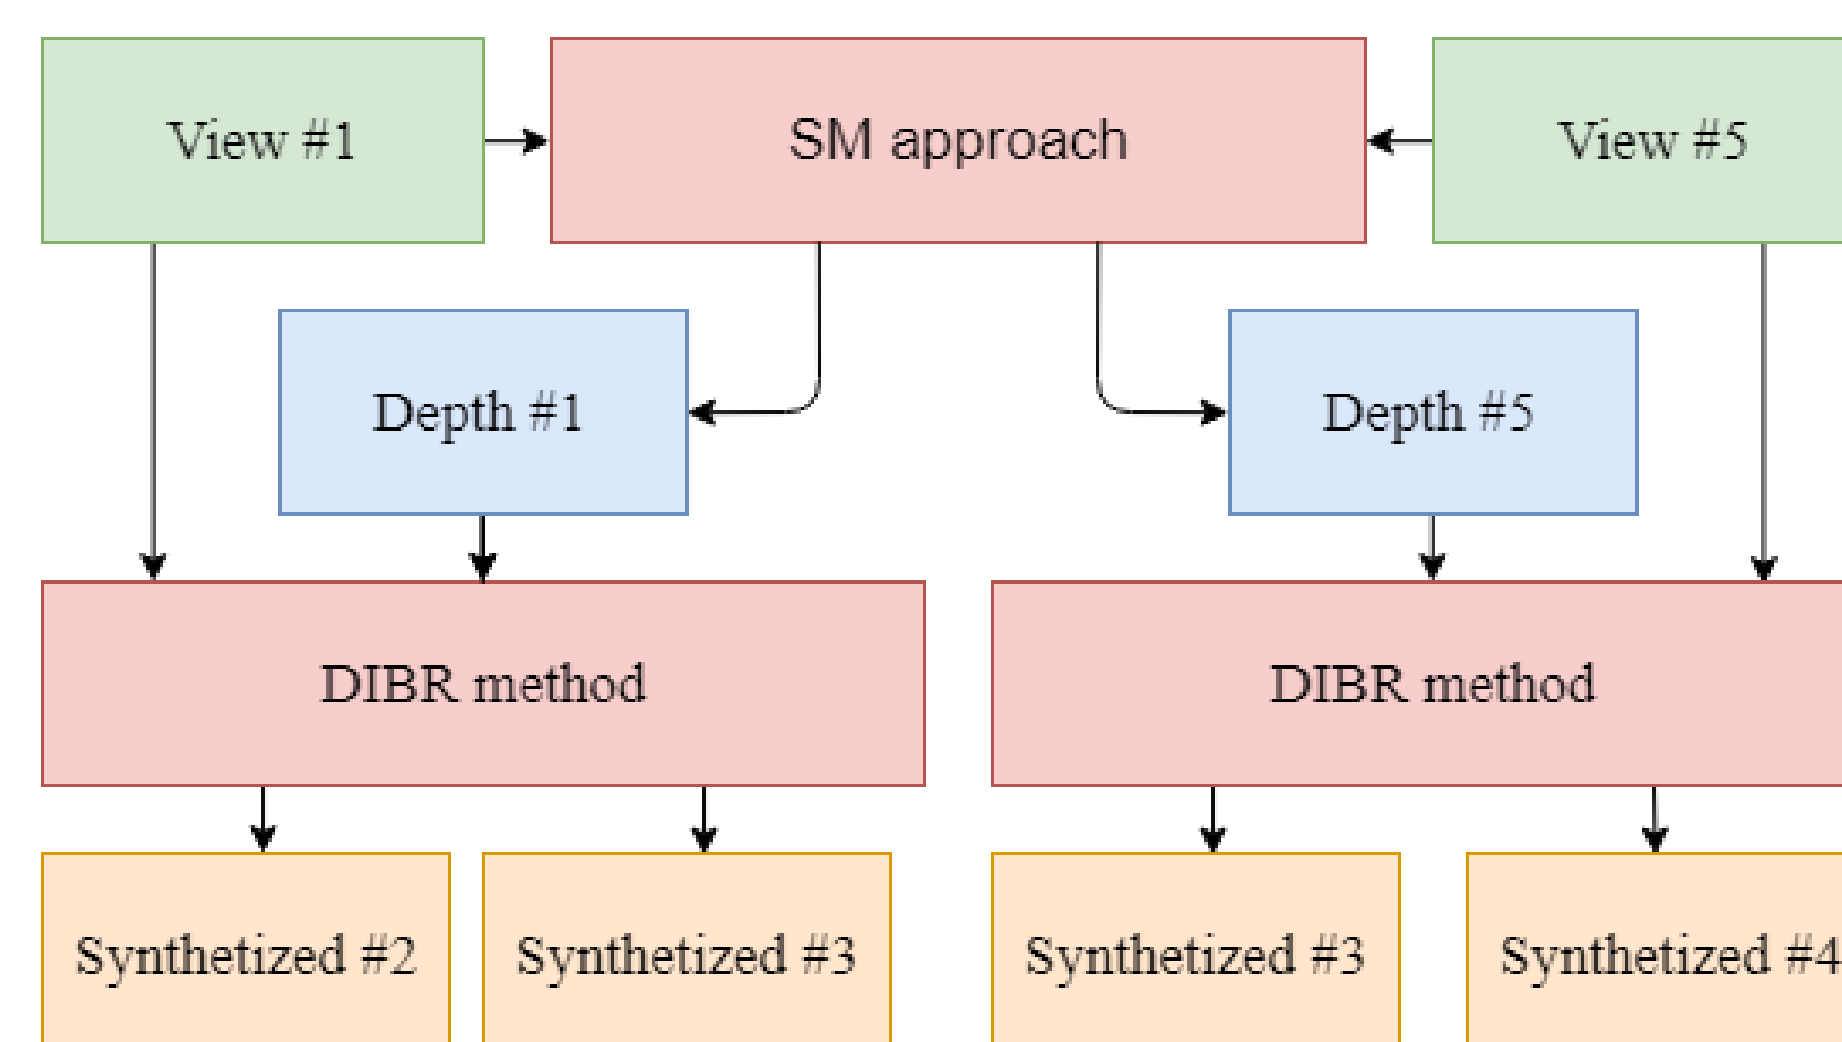 View #1
SM approach
View #5
Depth #1
Depth #5
DIBR method
DIBR method
Synthetized #2
Synthetized #3
Synthetized #3
Synthetized #4